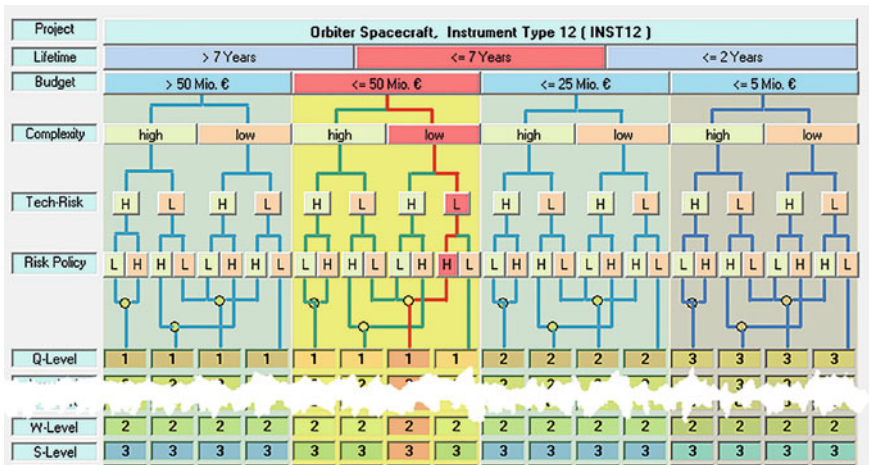 Project Orbiter Spacecraft, Instrument Type 12 ( INST12 )
Lifetime > 7 Years <= 7 Years <= 2 Years
Budget > 50 Mio. € <= 50 Mio. € <= 25 Mio. € <= 5 Mio. €
Complexity high low high low high low high low
Tech-Risk H L H L H L H L H L H L H L H L
Risk Policy L H H L L H H L L H H L L H H L L H H L L H H L L H H L L H H L
Q-Level 1 1 1 1 1 1 1 1 2 2 2 2 3 3 3 3
W-Level 2 2 2 2 2 2 2 2 2 2 2 2 2 2 2 2
S-Level 3 3 3 3 3 3 3 3 3 3 3 3 3 3 3 3